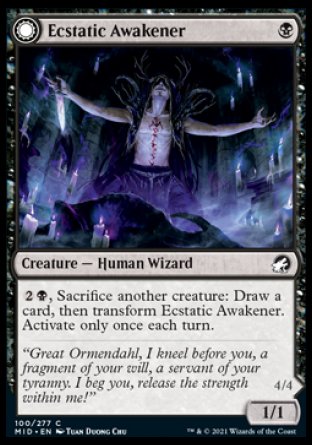 Ecstatic Awakener
Creature — Human Wizard
2, Sacrifice another creature: Draw a
card, then transform Ecstatic Awakener.
Activate only once each turn.
“Great Ormendahl, I kneel before you, a
fragment of your will, a servant of your
tyranny. I beg you, release the strength
within me!”
4/4
1/1
100/277 C
MID • EN Tuan Duong Chu
™ & © 2021 Wizards of the Coast